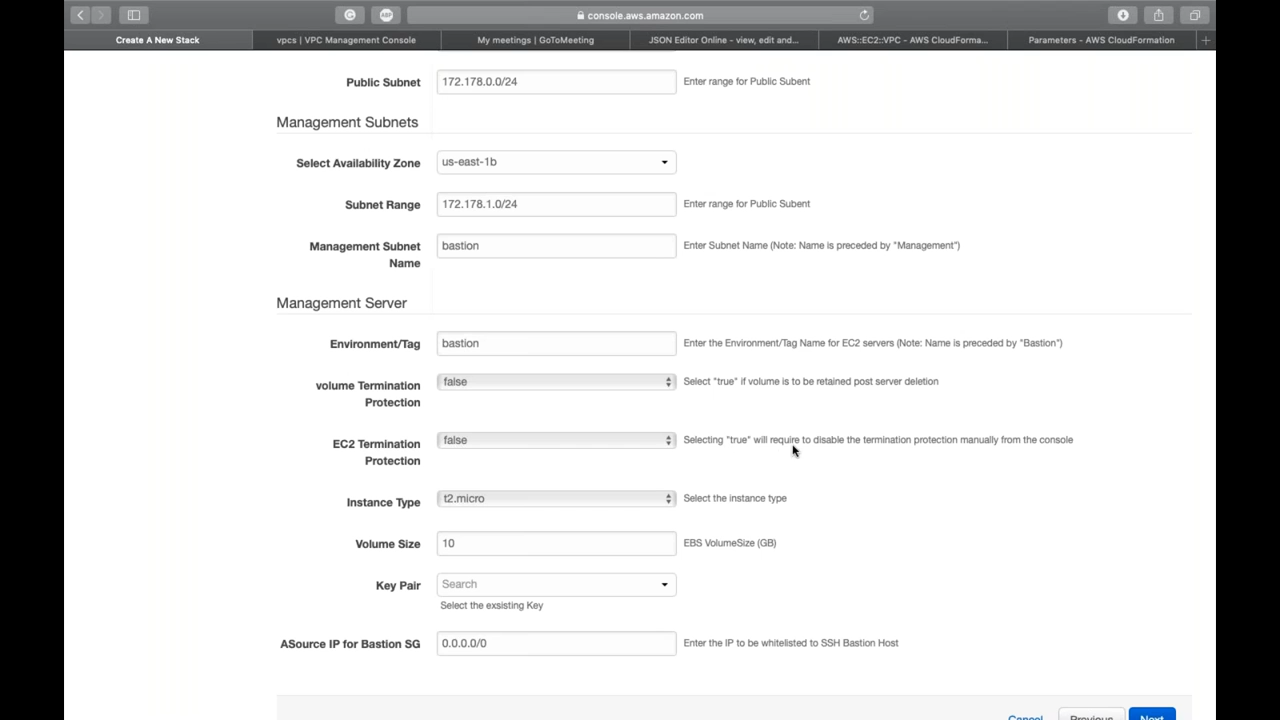 console.aws.amazon.com
ABP
Create A New Stack
vpcs | VPC Management Console
My meetings | GoToMeeting
JSON Editor Online - view, edit and...
AWS::EC2::VPC - AWS CloudForma...
Parameters - AWS CloudFormation
Public Subnet
172.178.0.0/24
Enter range for Public Subent
Management Subnets
Select Availability Zone
us-east-1b
Subnet Range
172.178.1.0/24
Enter range for Public Subent
Management Subnet
Name
bastion
Enter Subnet Name (Note: Name is preceded by "Management")
Management Server
Environment/Tag
bastion
Enter the Environment/Tag Name for EC2 servers (Note: Name is preceded by "Bastion")
volume Termination
Protection
false
Select "true" if volume is to be retained post server deletion
EC2 Termination
Protection
false
Selecting "true" will require to disable the termination protection manually from the console
Instance Type
t2.micro
Select the instance type
Volume Size
10
EBS VolumeSize (GB)
Key Pair
Search
Select the exsisting Key
ASource IP for Bastion SG
0.0.0.0/0
Enter the IP to be whitelisted to SSH Bastion Host
Cancel
Previous
Next